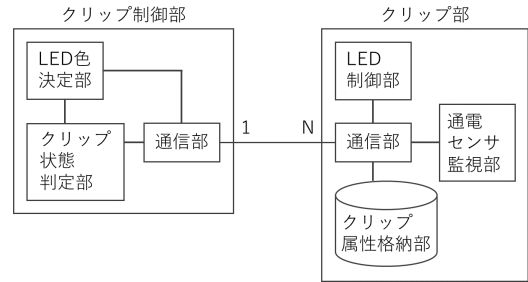 クリップ制御部
LED色
決定部
クリップ
状態
判定部
通信部
1
N
クリップ部
LED
制御部
通信部
通電
センサ
監視部
クリップ
属性格納部